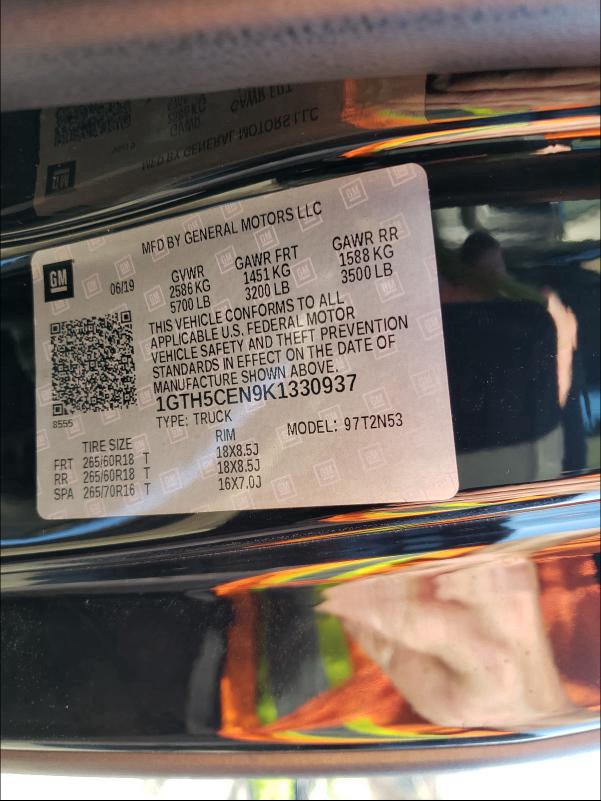 MFD BY GENERAL MOTORS LLC
GM
06/19
GVWR GAWR FRT GAWR RR
2586 KG 1451 KG 1588 KG
5700 LB 3200 LB 3500 LB
THIS VEHICLE CONFORMS TO ALL
APPLICABLE U.S. FEDERAL MOTOR
VEHICLE SAFETY AND THEFT PREVENTION
STANDARDS IN EFFECT ON THE DATE OF
MANUFACTURE SHOWN ABOVE.
1GTH5CEN9K1330937
8555
TYPE: TRUCK MODEL: 97T2N53
TIRE SIZE RIM
FRT 265/60R18 T 18X8.5J
RR 265/60R18 T 18X8.5J
SPA 265/70R16 T 16X7.0J